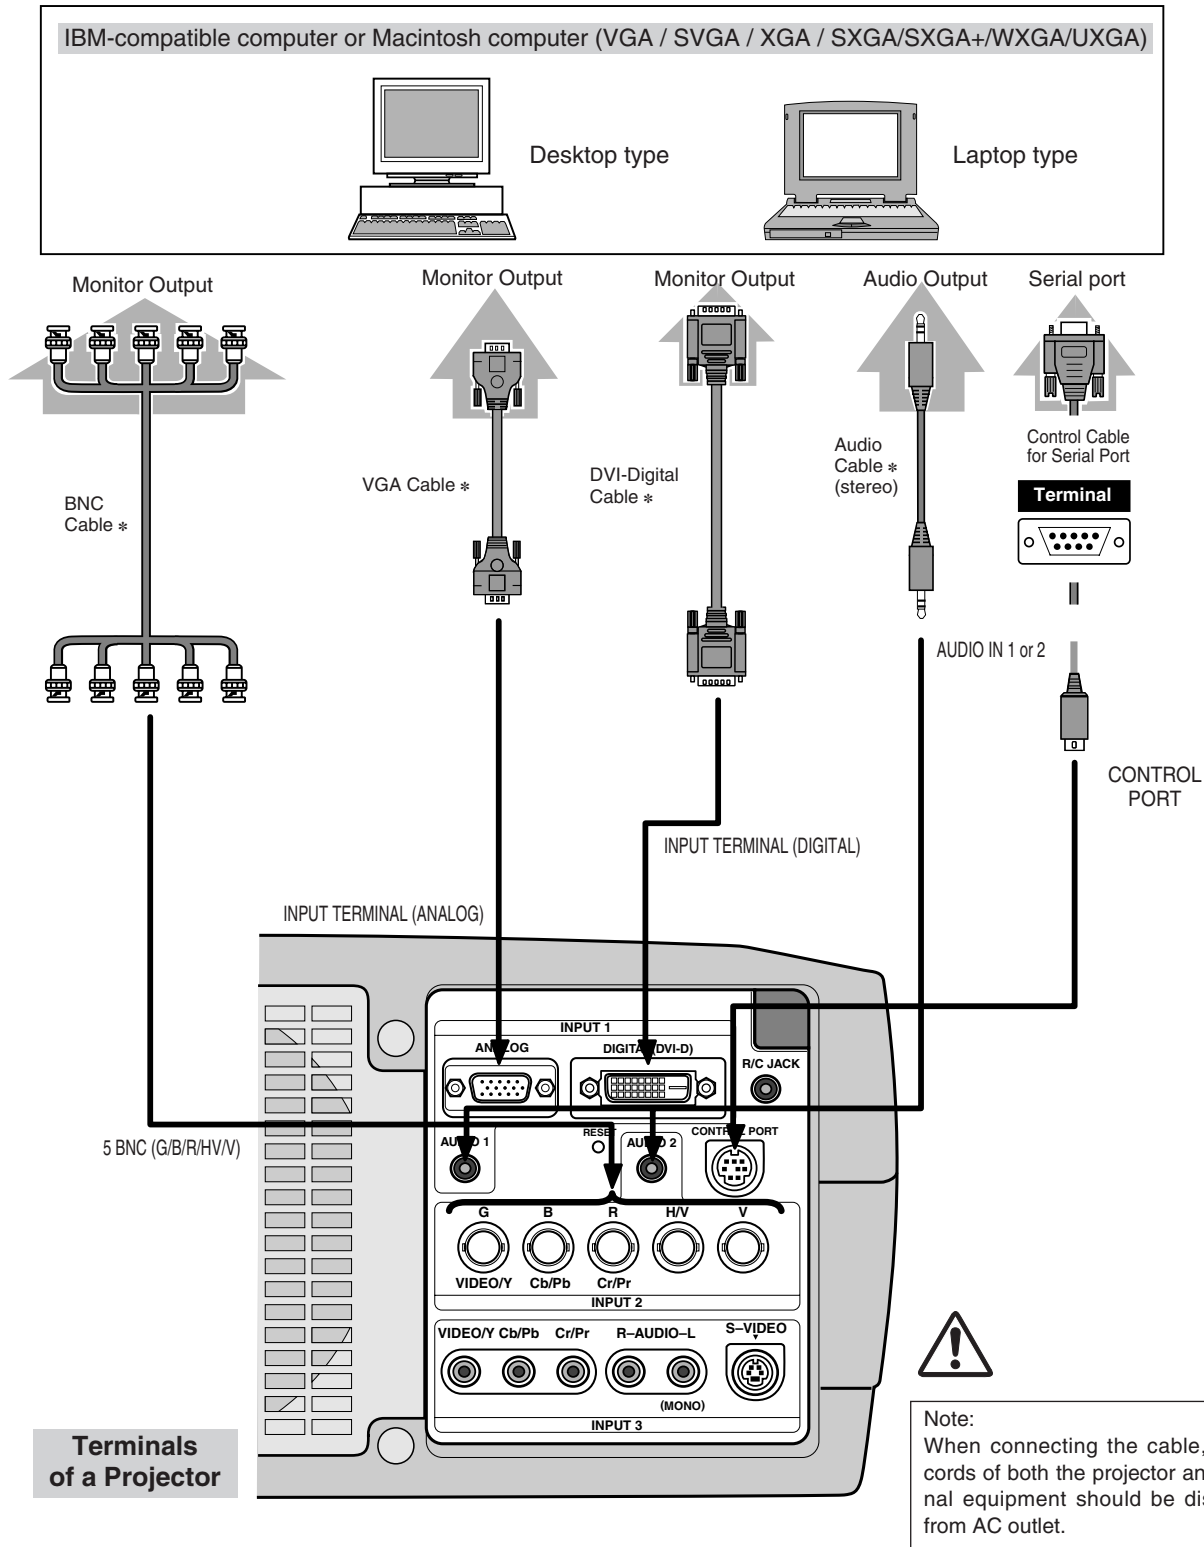 IBM-compatible computer or Macintosh computer (VGA / SVGA / XGA / SXGA/SXGA+/WXGA/UXGA)
Desktop type
Laptop type
Monitor Output
Monitor Output
Monitor Output
Audio Output
Serial port
BNC
Cable *
VGA Cable *
DVI-Digital
Cable *
Audio
Cable *
(stereo)
Control Cable
for Serial Port
Terminal
AUDIO IN 1 or 2
CONTROL
PORT
INPUT TERMINAL (DIGITAL)
INPUT TERMINAL (ANALOG)
5 BNC (G/B/R/HV/V)
INPUT 1
ANALOG
DIGITAL (DVI-D)
R/C JACK
AUDIO 1
RESET
AUDIO 2
CONTROL PORT
G B R H/V V
VIDEO/Y Cb/Pb Cr/Pr
INPUT 2
VIDEO/Y Cb/Pb Cr/Pr R–AUDIO–L S–VIDEO
(MONO)
INPUT 3
Terminals
of a Projector
Note:
When connecting the cable,
cords of both the projector
equipment should be
from AC outlet.